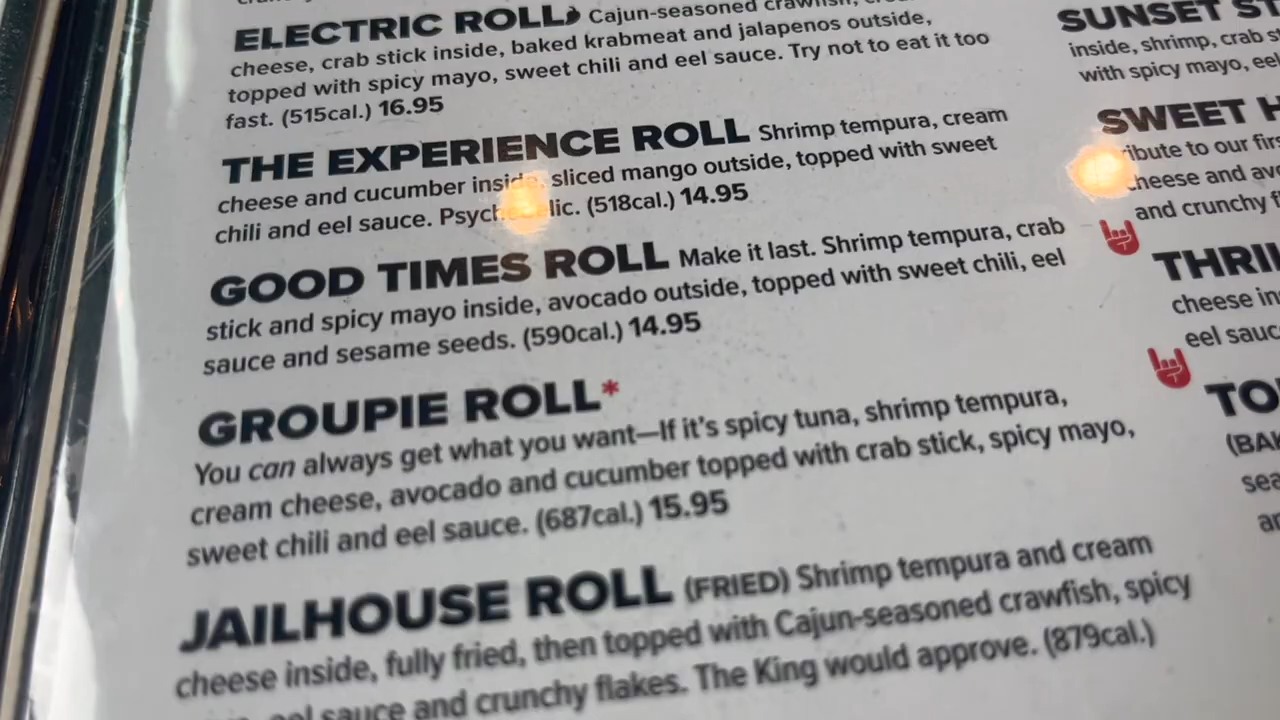 ELECTRIC ROLL Cajun-seasoned crawfish,
cheese, crab stick inside, baked krabmeat and jalapenos outside,
topped with spicy mayo, sweet chili and eel sauce. Try not to eat it too
fast. (515cal.) 16.95
THE EXPERIENCE ROLL Shrimp tempura, cream
cheese and cucumber inside, sliced mango outside, topped with sweet
chili and eel sauce. (518cal.) 14.95
GOOD TIMES ROLL Make it last. Shrimp tempura, crab
stick and spicy mayo inside, avocado outside, topped with sweet chili, eel
sauce and sesame seeds. (590cal.) 14.95
GROUPIE ROLL*
You can always get what you want—If it's spicy tuna, shrimp tempura,
cream cheese, avocado and cucumber topped with crab stick, spicy mayo,
sweet chili and eel sauce. (687cal.) 15.95
JAILHOUSE ROLL (FRIED) Shrimp tempura and cream
cheese inside, fully fried, then topped with Cajun-seasoned crawfish, spicy
eel sauce and crunchy flakes. The King would approve. (879cal.)
SUNSET
inside, shrimp, crab
with spicy mayo, eel
SWEET
to our
cheese and
and crunchy
cheese
eel